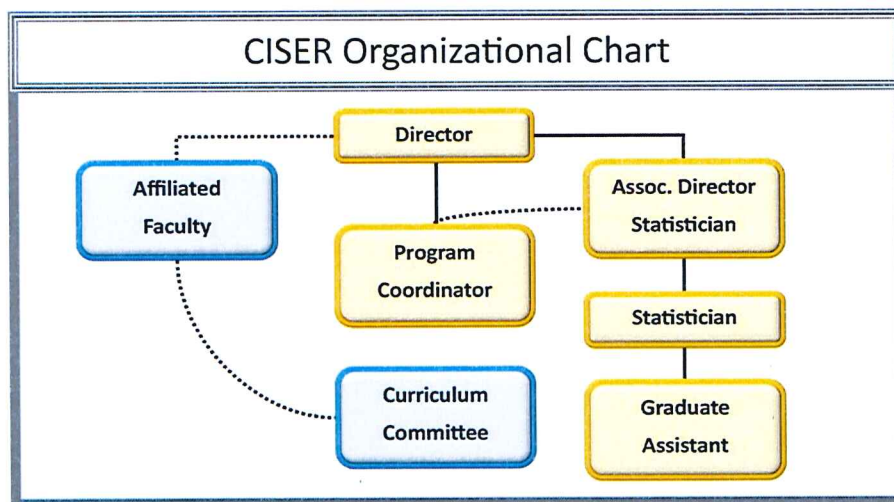 CISER Organizational Chart
Director
Affiliated
Faculty
Assoc. Director
Statistician
Program
Coordinator
Statistician
Curriculum
Committee
Graduate
Assistant